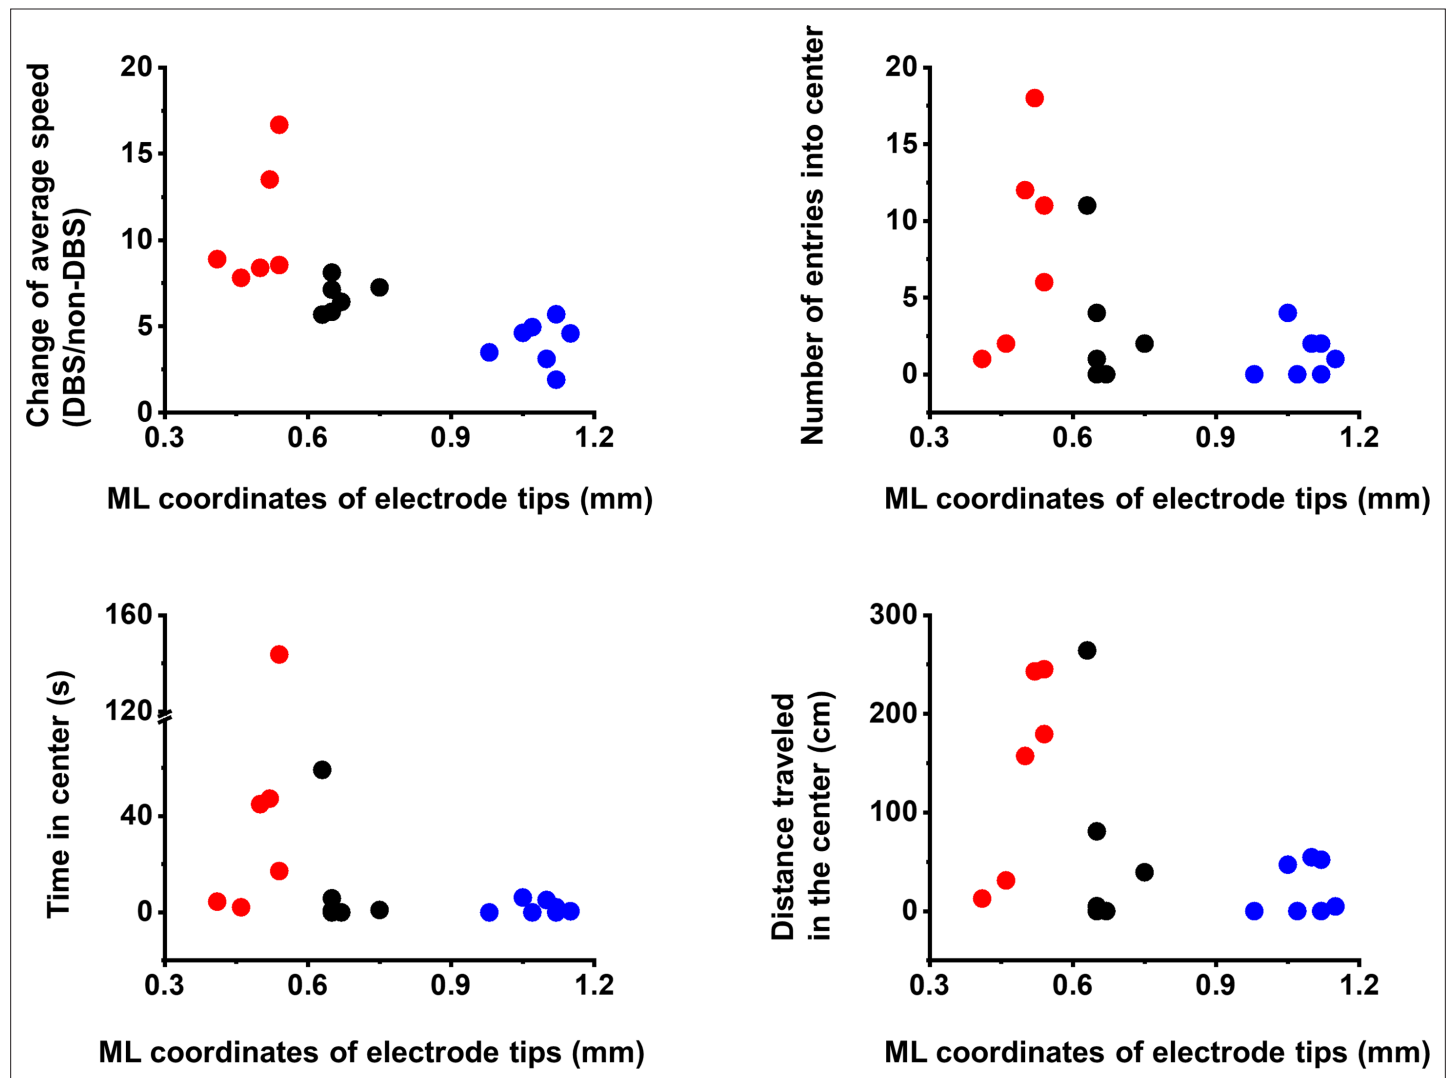 Change of average speed
(DBS/non-DBS)
20
15
10
5
0
0.3 0.6 0.9 1.2
ML coordinates of electrode tips (mm)
Number of entries into center
20
15
10
5
0
0.3 0.6 0.9 1.2
ML coordinates of electrode tips (mm)
Time in center (s)
160
120
40
0
0.3 0.6 0.9 1.2
ML coordinates of electrode tips (mm)
Distance traveled
in the center (cm)
300
200
100
0
0.3 0.6 0.9 1.2
ML coordinates of electrode tips (mm)